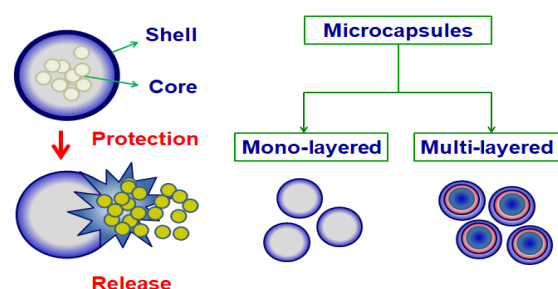 Shell
Core
Protection
Release
Microcapsules
Mono-layered
Multi-layered